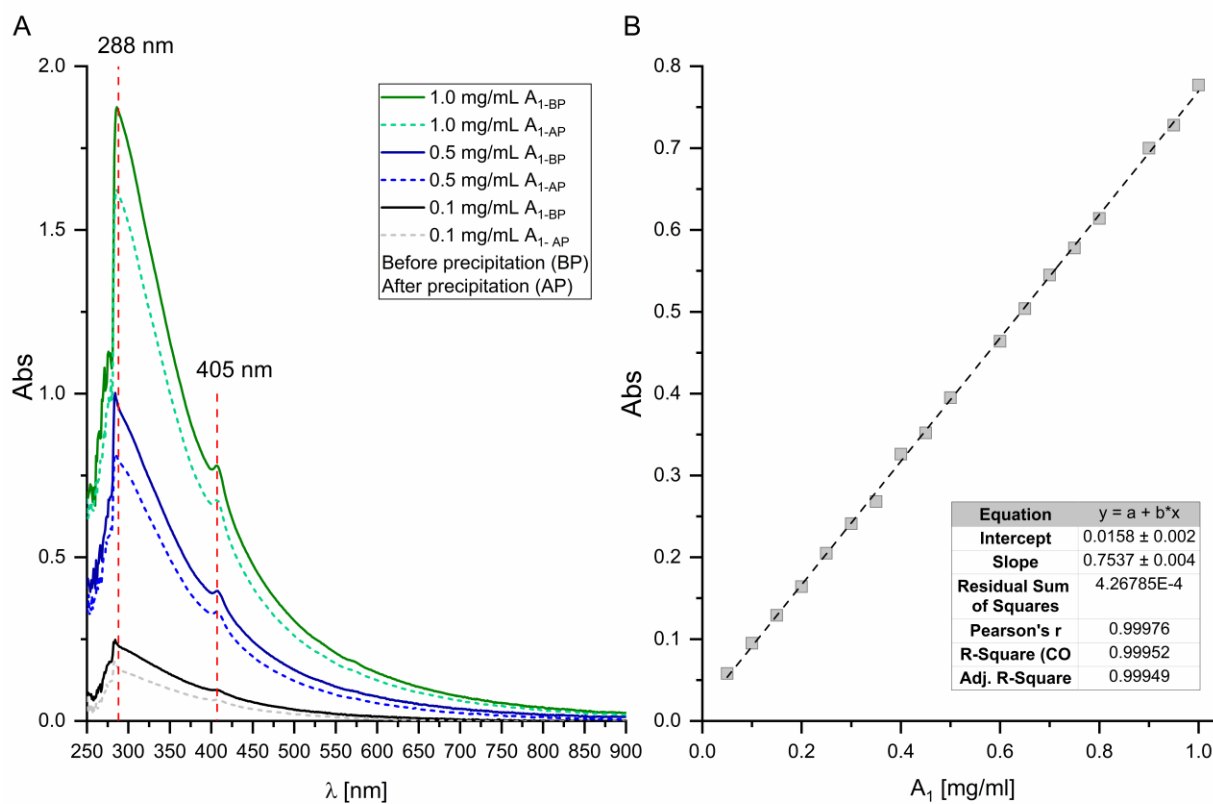 A
288 nm
2.0
1.5
1.0
0.5
0.0
Abs
405 nm
1.0 mg/mL A1-BP
1.0 mg/mL A1-AP
0.5 mg/mL A1-BP
0.5 mg/mL A1-AP
0.1 mg/mL A1-BP
0.1 mg/mL A1- AP
Before precipitation (BP)
After precipitation (AP)
250 300 350 400 450 500 550 600 650 700 750 800 850 900
λ [nm]
B
0.8
0.7
0.6
0.5
0.4
0.3
0.2
0.1
0.0
Abs
Equation y = a + b*x
Intercept 0.0158 ± 0.002
Slope 0.7537 ± 0.004
Residual Sum 4.26785E-4
of Squares
Pearson's r 0.99976
R-Square (CO 0.99952
Adj. R-Square 0.99949
0.0 0.2 0.4 0.6 0.8 1.0
A1 [mg/ml]